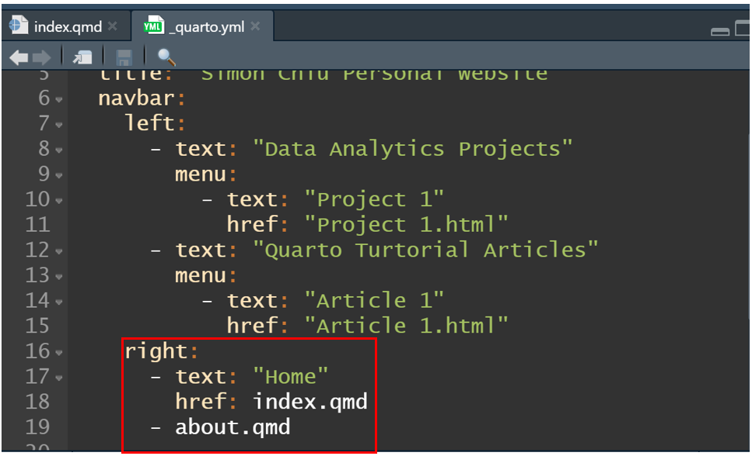 index.qmd × YML _quarto.yml ×
5 title: "Simon Chiu Personal Website"
6 navbar:
7 left:
8 - text: "Data Analytics Projects"
9 menu:
10 - text: "Project 1"
11 href: "Project 1.html"
12 - text: "Quarto Turtorial Articles"
13 menu:
14 - text: "Article 1"
15 href: "Article 1.html"
16 right:
17 - text: "Home"
18 href: index.qmd
19 - about.qmd
20